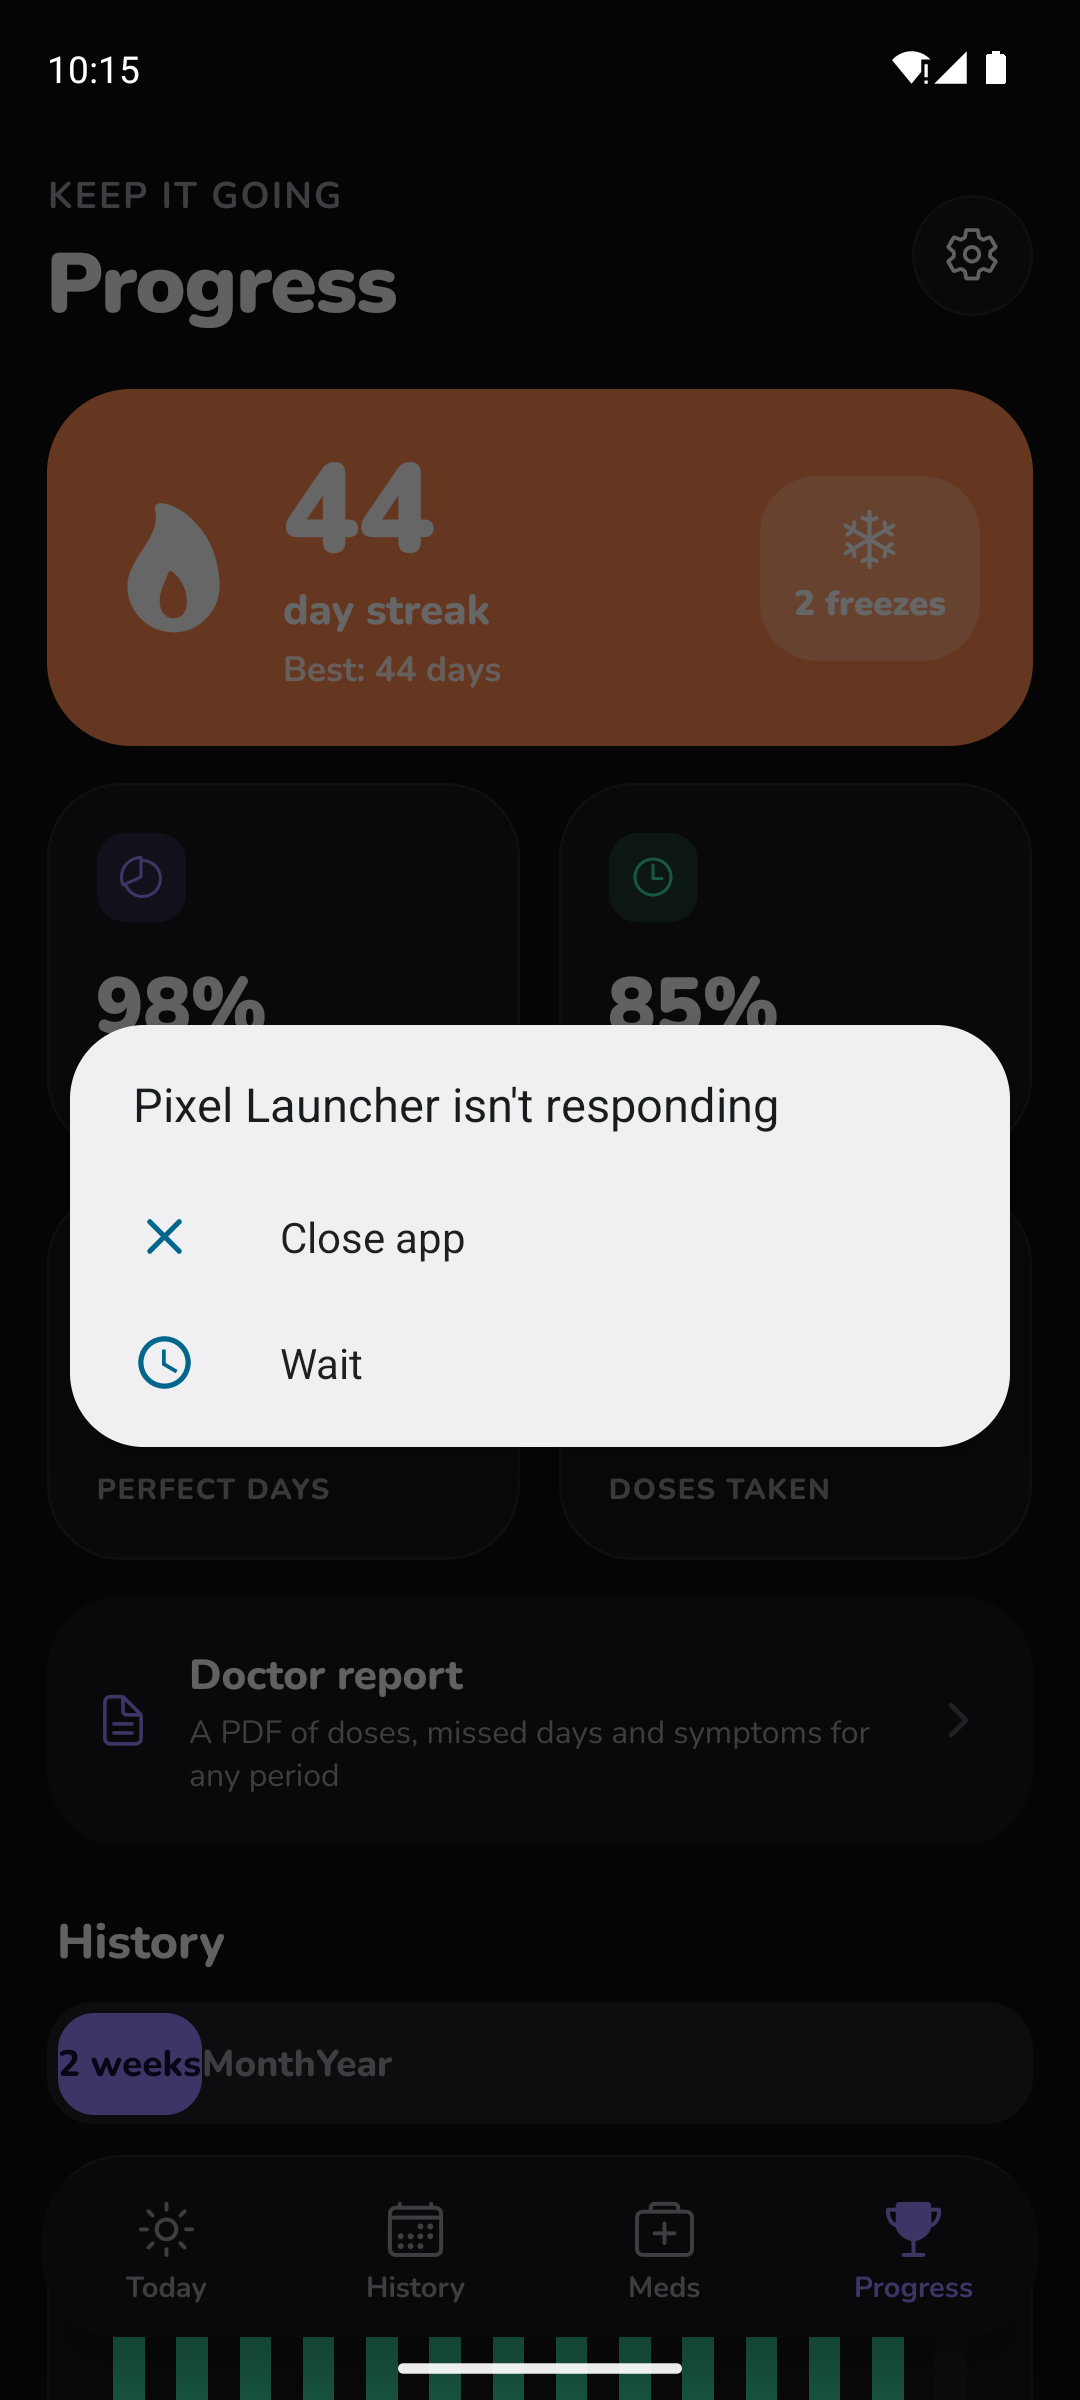 10:15
KEEP IT GOING
Progress
44
day streak
Best: 44 days
2 freezes
98%
85%
Pixel Launcher isn't responding
Close app
Wait
PERFECT DAYS
DOSES TAKEN
Doctor report
A PDF of doses, missed days and symptoms for
any period
History
2 weeks Month Year
Today History Meds Progress